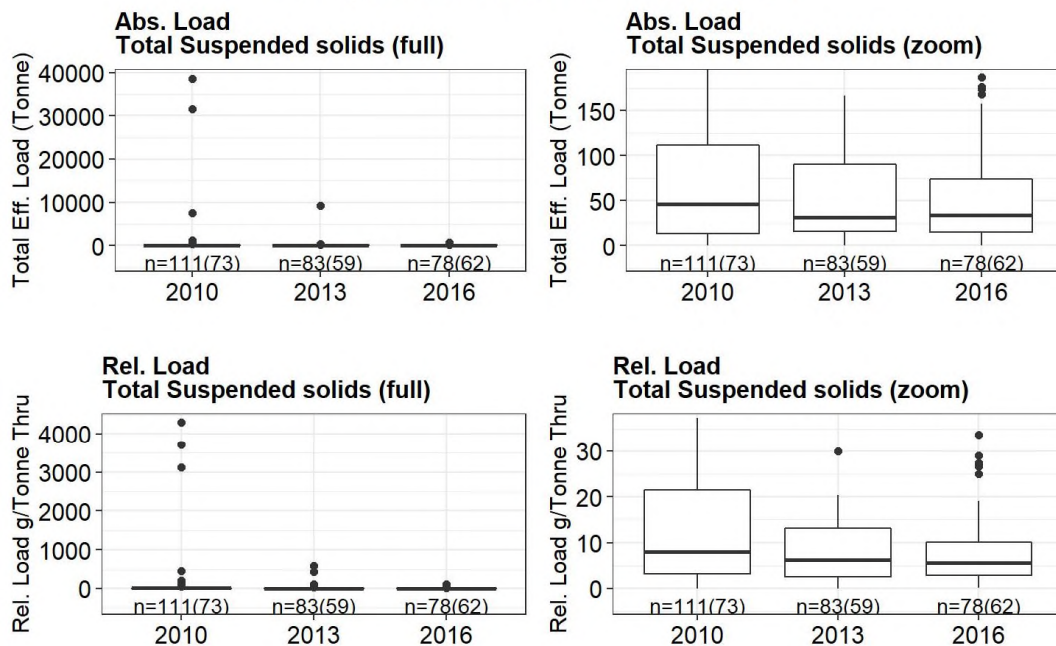 Abs. Load
Total Suspended solids (full)
Total Eff. Load (Tonne)
40000
30000
20000
10000
0
n=111(73)
n=83(59)
n=78(62)
2010
2013
2016
Abs. Load
Total Suspended solids (zoom)
Total Eff. Load (Tonne)
150
100
50
0
n=111(73)
n=83(59)
n=78(62)
2010
2013
2016
Rel. Load
Total Suspended solids (full)
Rel. Load g/Tonne Thru
4000
3000
2000
1000
0
n=111(73)
n=83(59)
n=78(62)
2010
2013
2016
Rel. Load
Total Suspended solids (zoom)
Rel. Load g/Tonne Thru
30
20
10
0
n=111(73)
n=83(59)
n=78(62)
2010
2013
2016